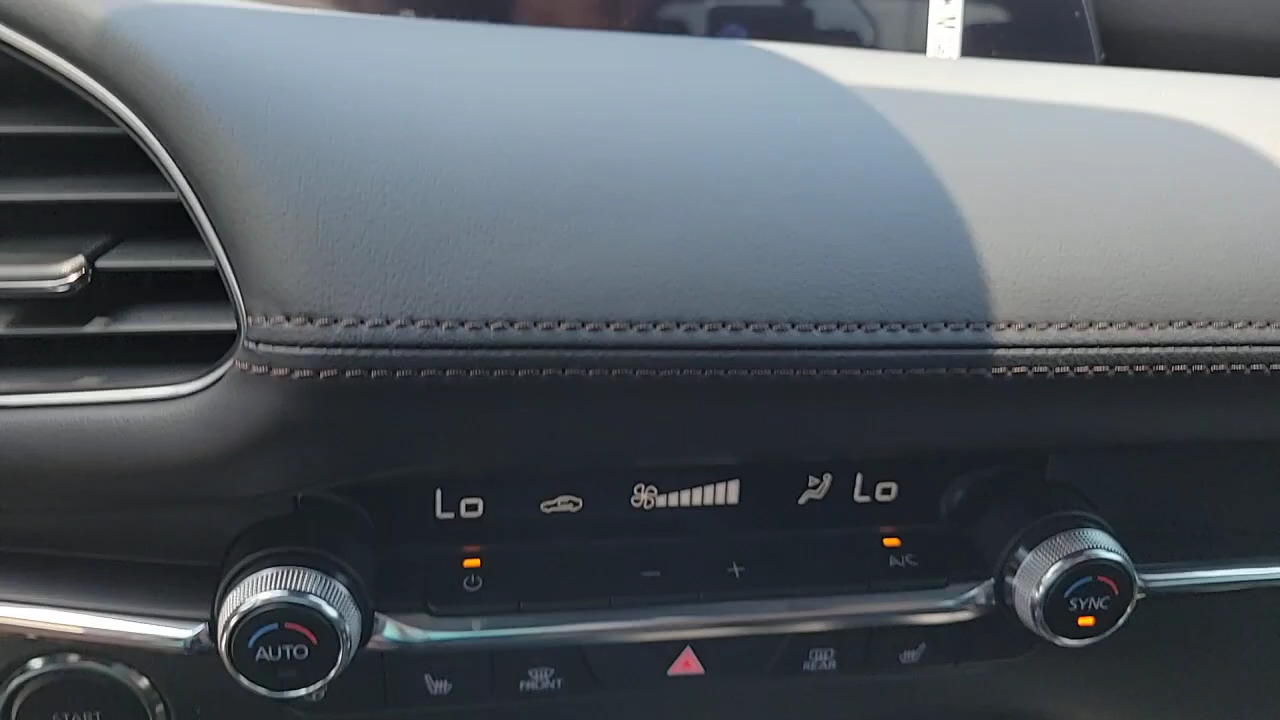 Lo Lo
- +
A/C
SYNC
AUTO
FRONT
REAR
START